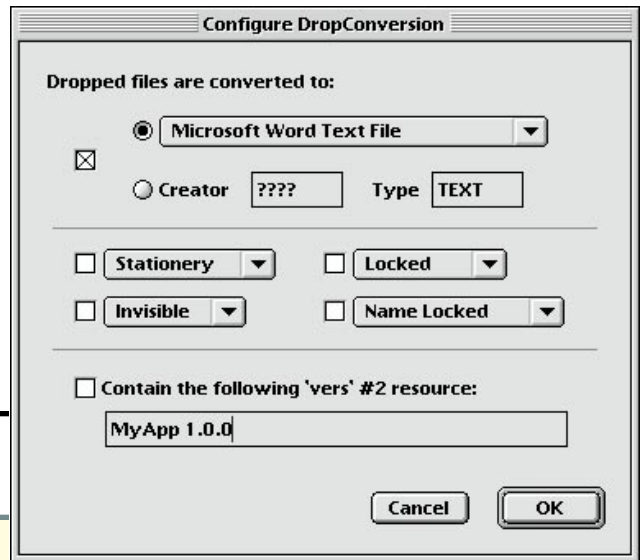 Configure DropConversion
Dropped files are converted to:
Microsoft Word Text File
Creator ???? Type TEXT
Stationery Locked
Invisible Name Locked
Contain the following 'vers' #2 resource:
MyApp 1.0.0
Cancel OK